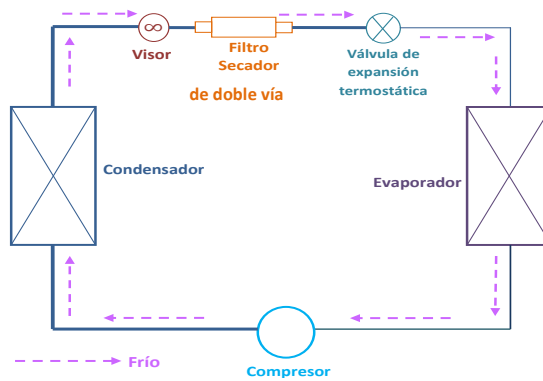 Visor
Filtro
Secador
de doble vía
Válvula de
expansión
termostática
Condensador
Evaporador
Frío
Compresor